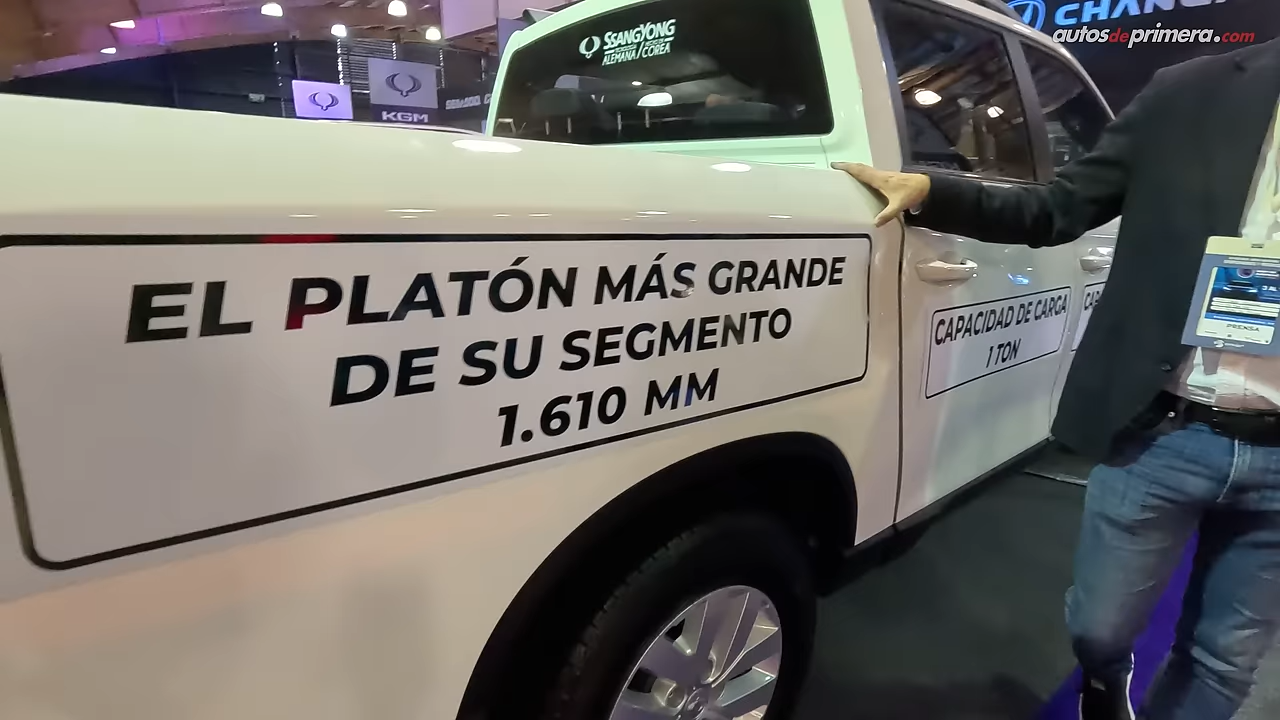 CHANGA
autosdeprimera.com
SSANGYONG
ALEMANA / COREA
KGM
EL PLATÓN MÁS GRANDE
DE SU SEGMENTO
1.610 MM
CAPACIDAD DE CARGA
1 TON
PRENSA